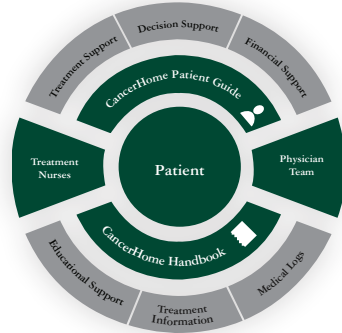 Decision Support
Treatment Support
Financial Support
CancerHome Patient Guide
Treatment
Nurses
Patient
Physician
Team
CancerHome Handbook
Educational Support
Treatment
Information
Medical Logs